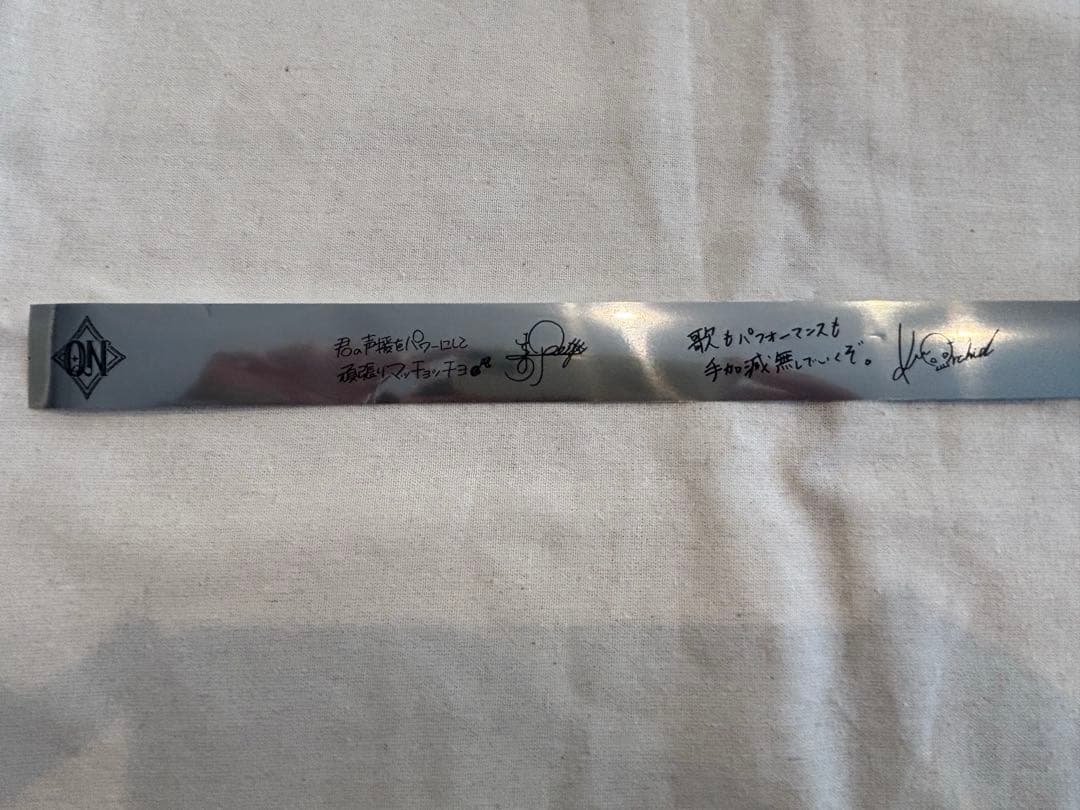 QN
君の声援をパワーにして
頑張りマッチョッチョ
歌もパフォーマンスも
手加減無しでいくぞ。